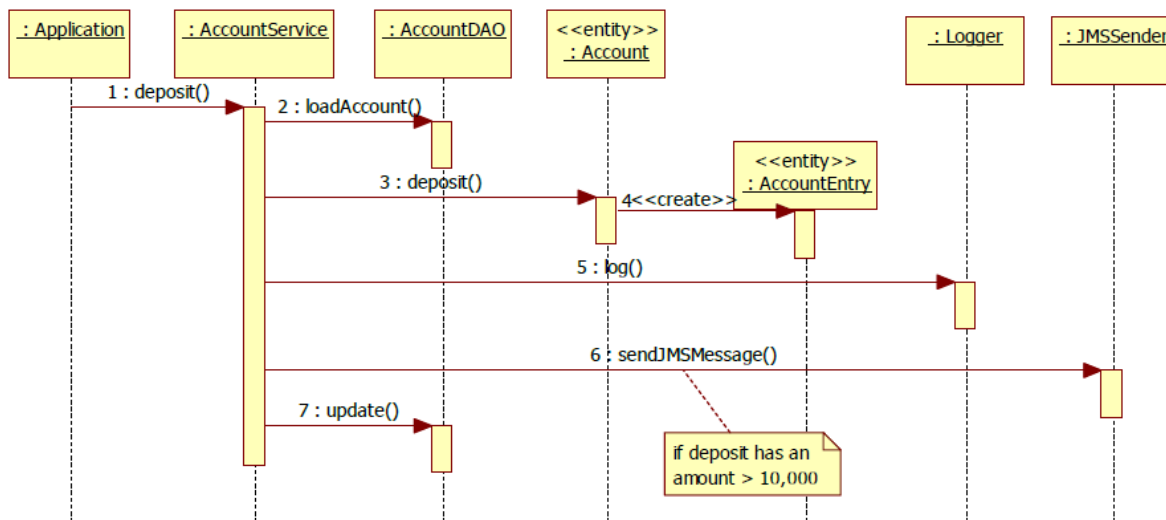 : Application
: AccountService
: AccountDAO
<<entity>>
: Account
: Logger
: JMSSender
1 : deposit()
2 : loadAccount()
<<entity>>
: AccountEntry
3 : deposit()
4<<create>>
5 : log()
6 : sendJMSMessage()
7 : update()
if deposit has an
amount > 10,000